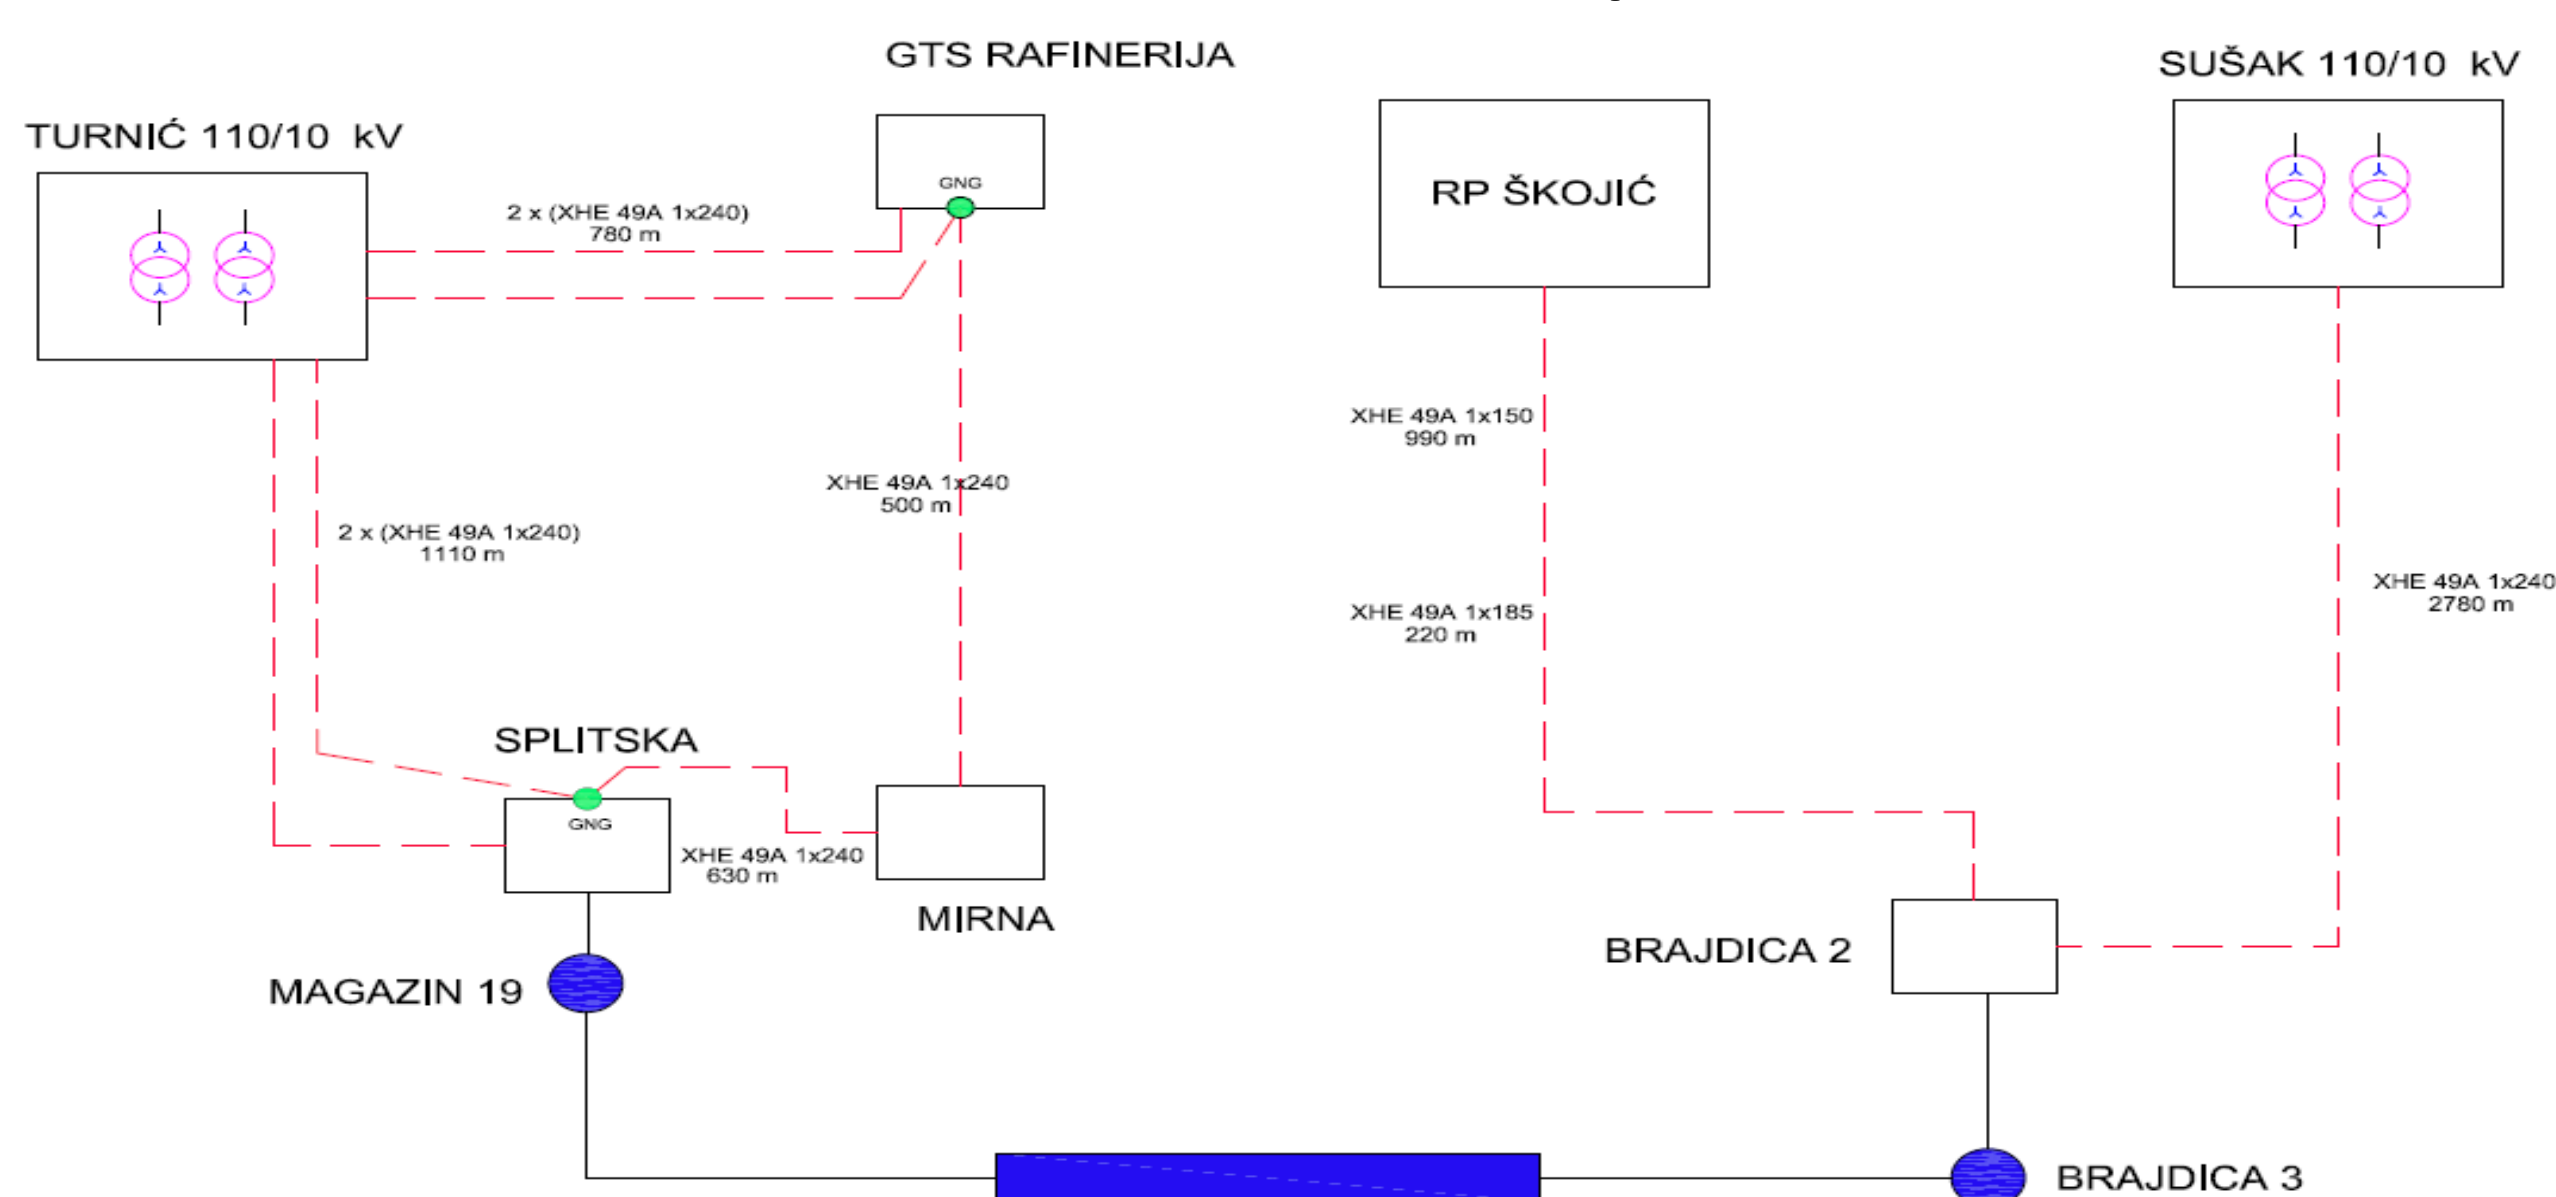 GTS RAFINERIJA
SUŠAK 110/10 kV
TURNIĆ 110/10 kV
GNG
RP ŠKOJIĆ
2 x (XHE 49A 1x240)
780 m
XHE 49A 1x150
990 m
XHE 49A 1x240
500 m
2 x (XHE 49A 1x240)
1110 m
XHE 49A 1x240
2780 m
XHE 49A 1x185
220 m
SPLITSKA
GNG
XHE 49A 1x240
630 m
MIRNA
BRAJDICA 2
MAGAZIN 19
BRAJDICA 3